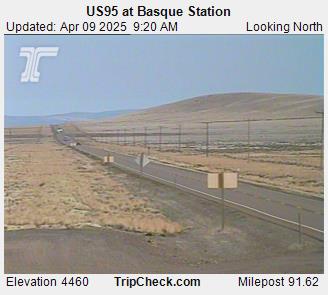 US95 at Basque Station
Updated: Apr 09 2025 9:20 AM Looking North
Elevation 4460 TripCheck.com Milepost 91.62